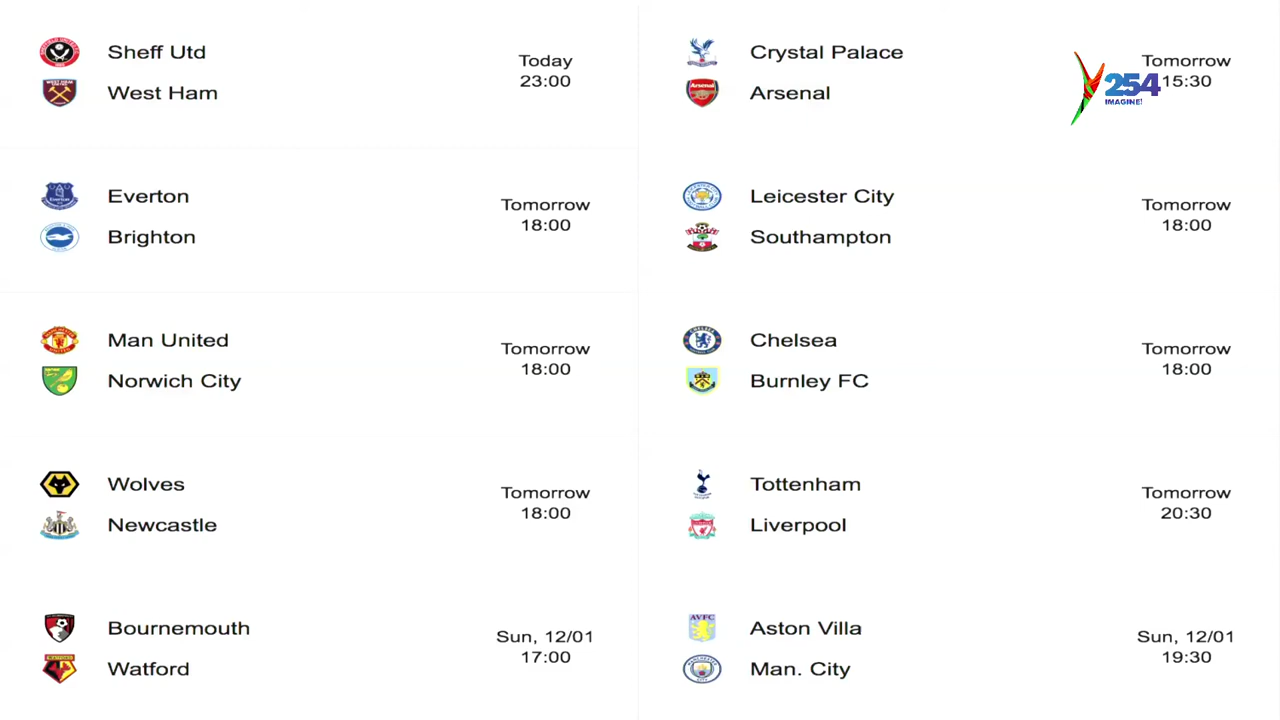 Sheff Utd
West Ham
Today
23:00
Crystal Palace
Arsenal
Tomorrow
15:30
254
IMAGINE!
Everton
Brighton
Tomorrow
18:00
Leicester City
Southampton
Tomorrow
18:00
Man United
Norwich City
Tomorrow
18:00
Chelsea
Burnley FC
Tomorrow
18:00
Wolves
Newcastle
Tomorrow
18:00
Tottenham
Liverpool
Tomorrow
20:30
Bournemouth
Watford
Sun, 12/01
17:00
AVFC
Aston Villa
Man. City
Sun, 12/01
19:30